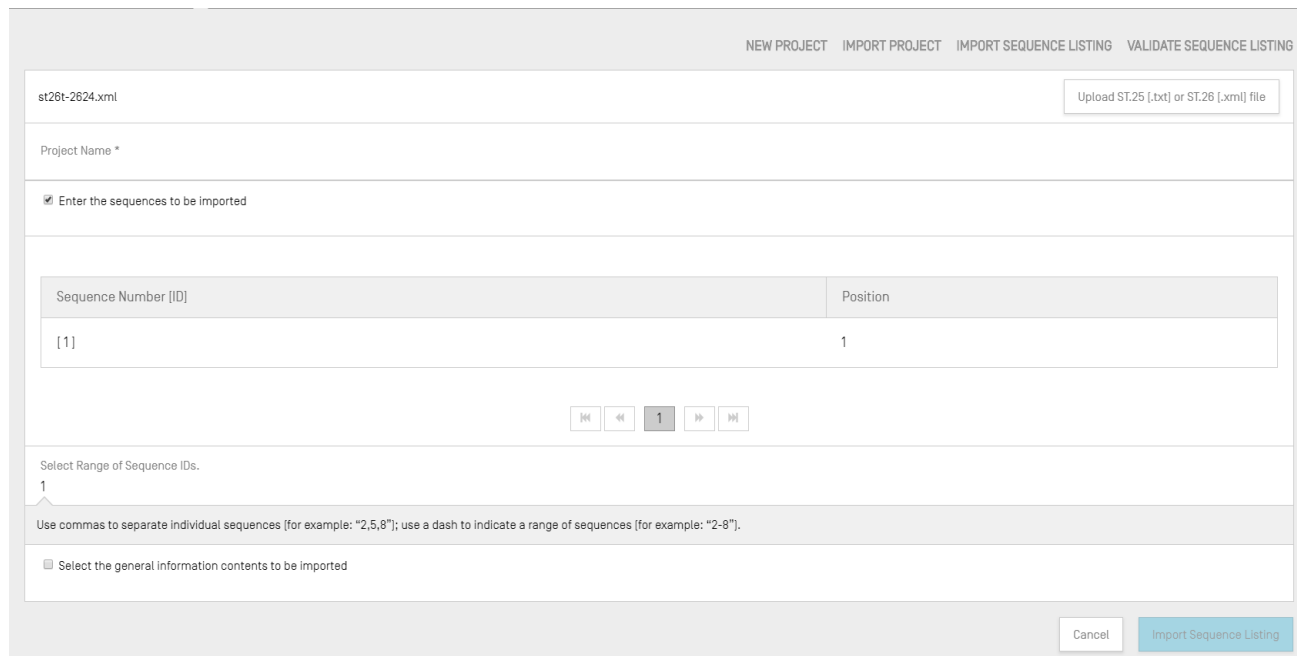 NEW PROJECT IMPORT PROJECT IMPORT SEQUENCE LISTING VALIDATE SEQUENCE LISTING
st26t-2624.xml Upload ST.25 [.txt] or ST.26 [.xml] file
Project Name *
Enter the sequences to be imported
Sequence Number [ID] Position
[ 1 ] 1
1
Select Range of Sequence IDs.
1
Use commas to separate individual sequences [for example: “2,5,8”]; use a dash to indicate a range of sequences [for example: “2-8”].
Select the general information contents to be imported
Cancel Import Sequence Listing